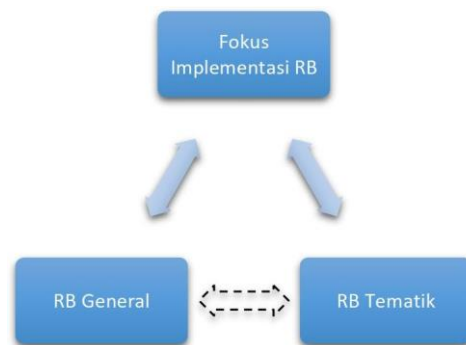 Fokus
Implementasi RB
RB General
RB Tematik